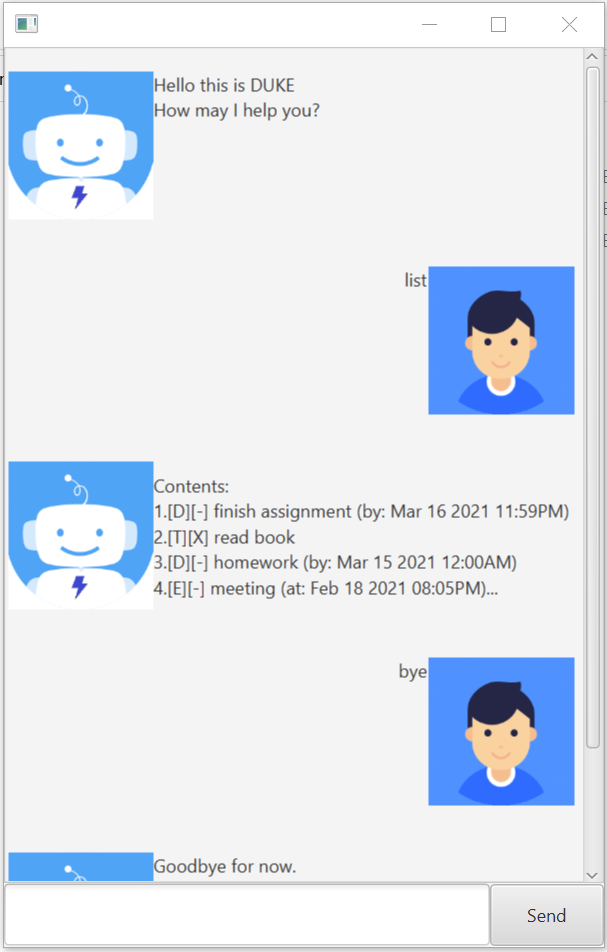 Hello this is DUKE
How may I help you?
list
Contents:
1.[D][-] finish assignment (by: Mar 16 2021 11:59PM)
2.[T][X] read book
3.[D][-] homework (by: Mar 15 2021 12:00AM)
4.[E][-] meeting (at: Feb 18 2021 08:05PM)...
bye
Goodbye for now.
Send